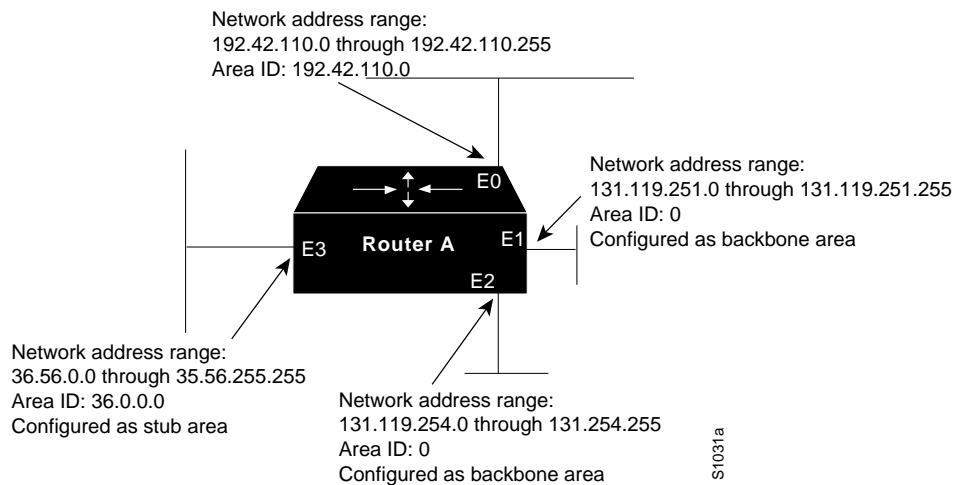 Network address range:
192.42.110.0 through 192.42.110.255
Area ID: 192.42.110.0
E0
Network address range:
131.119.251.0 through 131.119.251.255
Area ID: 0
Configured as backbone area
E3
Router A
E1
E2
Network address range:
36.56.0.0 through 35.56.255.255
Area ID: 36.0.0.0
Configured as stub area
Network address range:
131.119.254.0 through 131.254.255
Area ID: 0
Configured as backbone area
S1031a